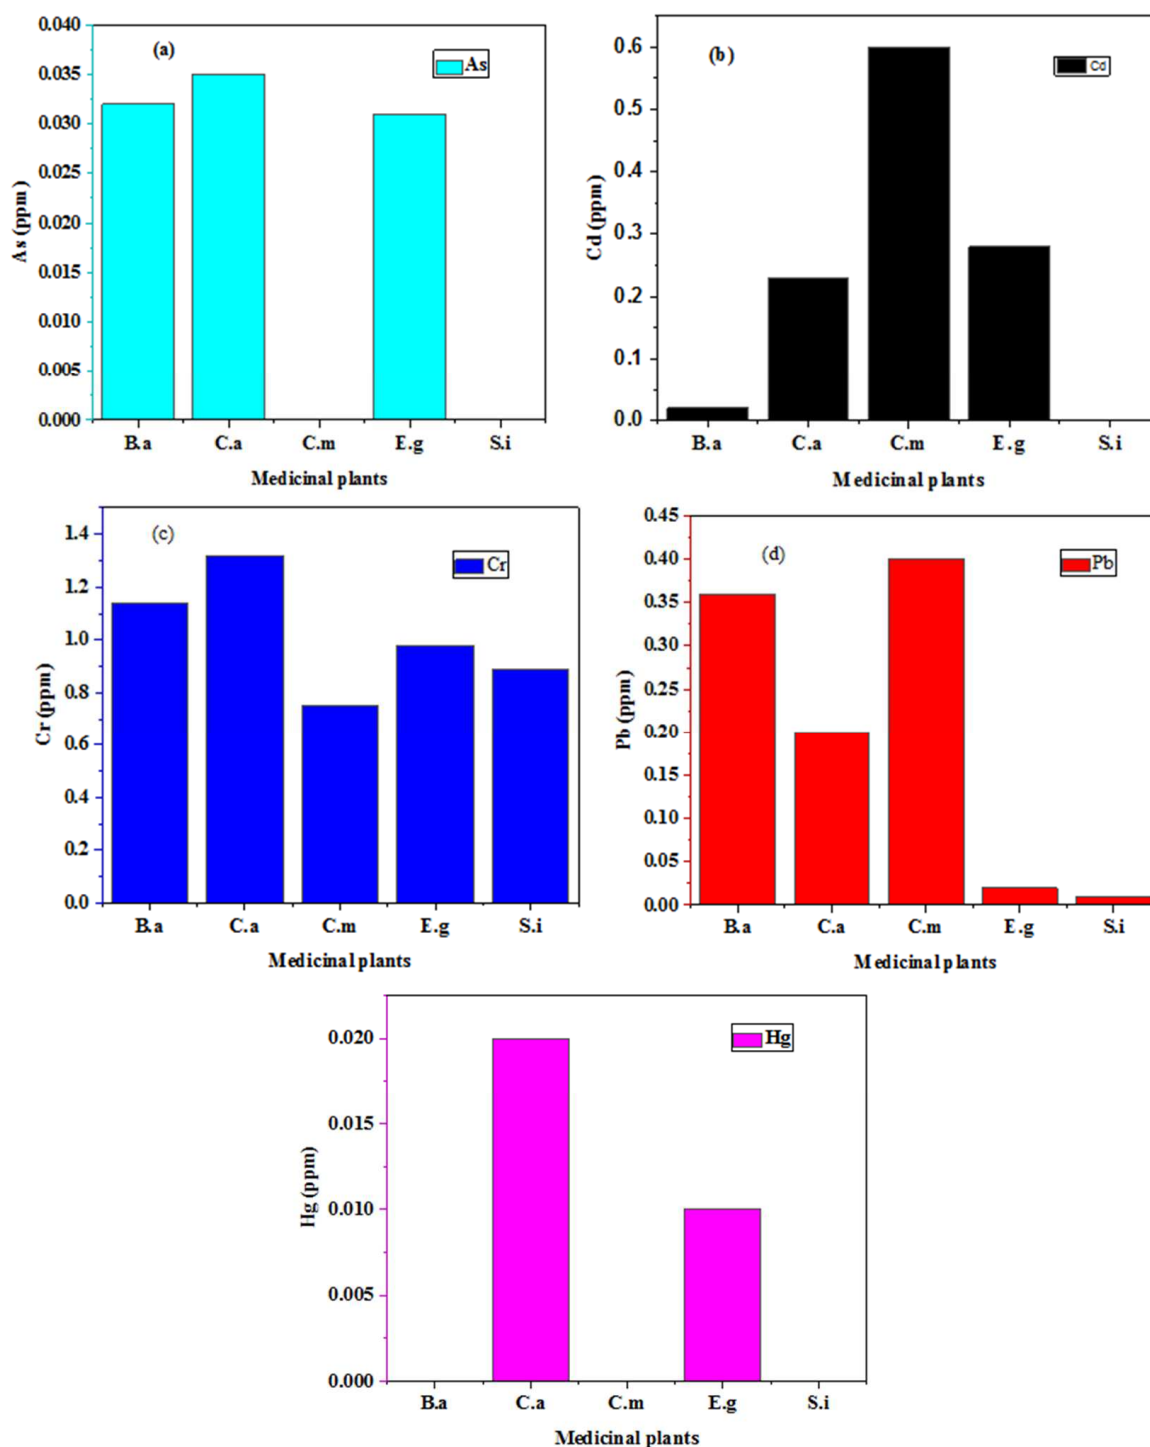 (a)
As
As (ppm)
0.040
0.035
0.030
0.025
0.020
0.015
0.010
0.005
0.000
B.a C.a C.m E.g S.i
Medicinal plants
(b)
Cd
Cd (ppm)
0.6
0.5
0.4
0.3
0.2
0.1
0.0
B.a C.a C.m E.g S.i
Medicinal plants
(c)
Cr
Cr (ppm)
1.4
1.2
1.0
0.8
0.6
0.4
0.2
0.0
B.a C.a C.m E.g S.i
Medicinal plants
(d)
Pb
Pb (ppm)
0.45
0.40
0.35
0.30
0.25
0.20
0.15
0.10
0.05
0.00
B.a C.a C.m E.g S.i
Medicinal plants
Hg
Hg (ppm)
0.020
0.015
0.010
0.005
0.000
B.a C.a C.m E.g S.i
Medicinal plants